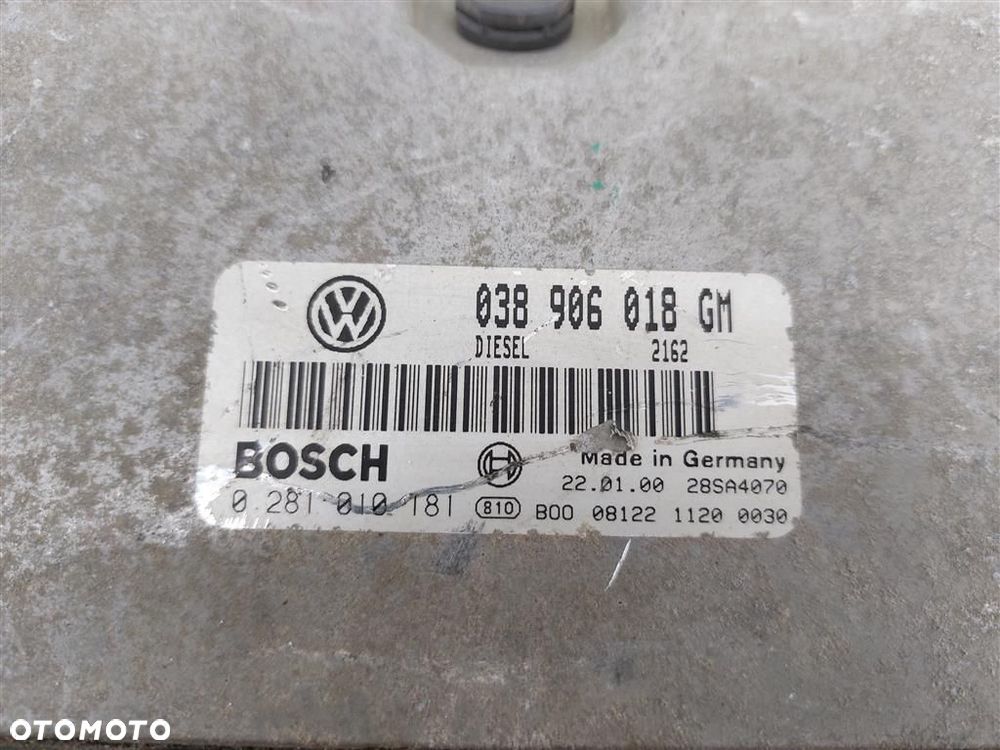 038 906 018 GM
DIESEL 2162
BOSCH
Made in Germany
22.01.00 28SA4070
0 281 010 181 810 B00 08122 1120 0030
OTOMOTO